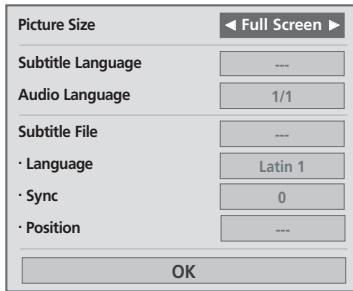 Picture Size ◀ Full Screen ▶
Subtitle Language ---
Audio Language 1/1
Subtitle File ---
· Language Latin 1
· Sync 0
· Position ---
OK